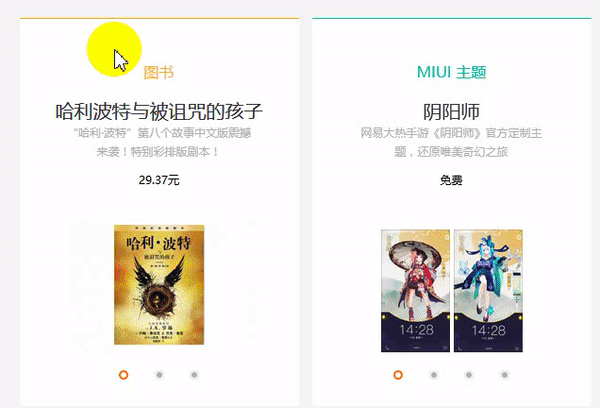 图书
哈利波特与被诅咒的孩子
“哈利·波特”第八个故事中文版震撼
来袭！特别彩排版剧本！
29.37元
哈利·波特
被诅咒的孩子
MIUI 主题
阴阳师
网易大热手游《阴阳师》官方定制主
题，还原唯美奇幻之旅
免费
14:28
14:28